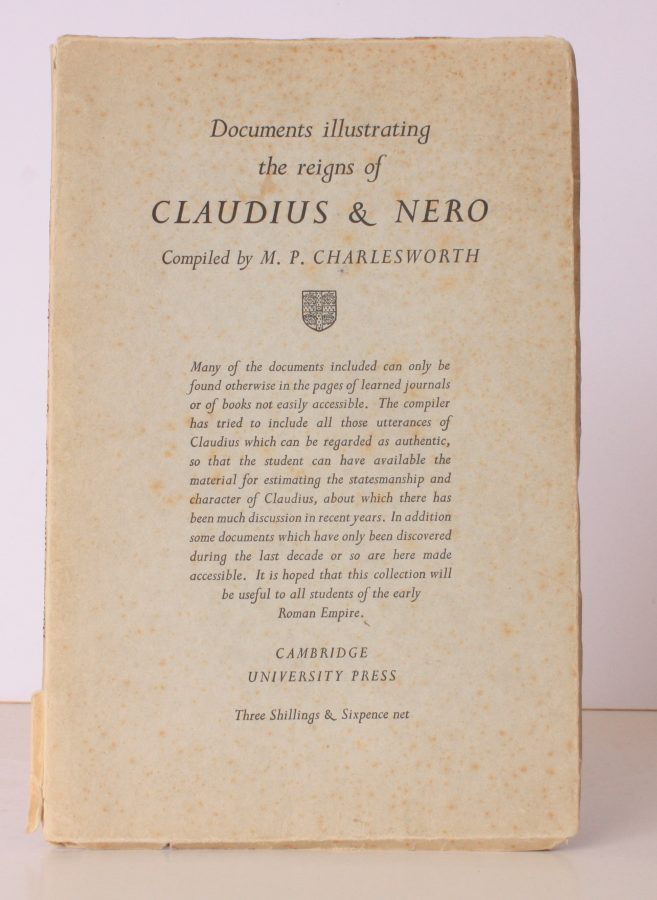 Documents illustrating
the reigns of
CLAUDIUS & NERO
Compiled by M. P. CHARLESWORTH
Many of the documents included can only be
found otherwise in the pages of learned journals
or of books not easily accessible. The compiler
has tried to include all those utterances of
Claudius which can be regarded as authentic,
so that the student can have available the
material for estimating the statesmanship and
character of Claudius, about which there has
been much discussion in recent years. In addition
some documents which have only been discovered
during the last decade or so are here made
accessible. It is hoped that this collection will
be useful to all students of the early
Roman Empire.
CAMBRIDGE
UNIVERSITY PRESS
Three Shillings & Sixpence net